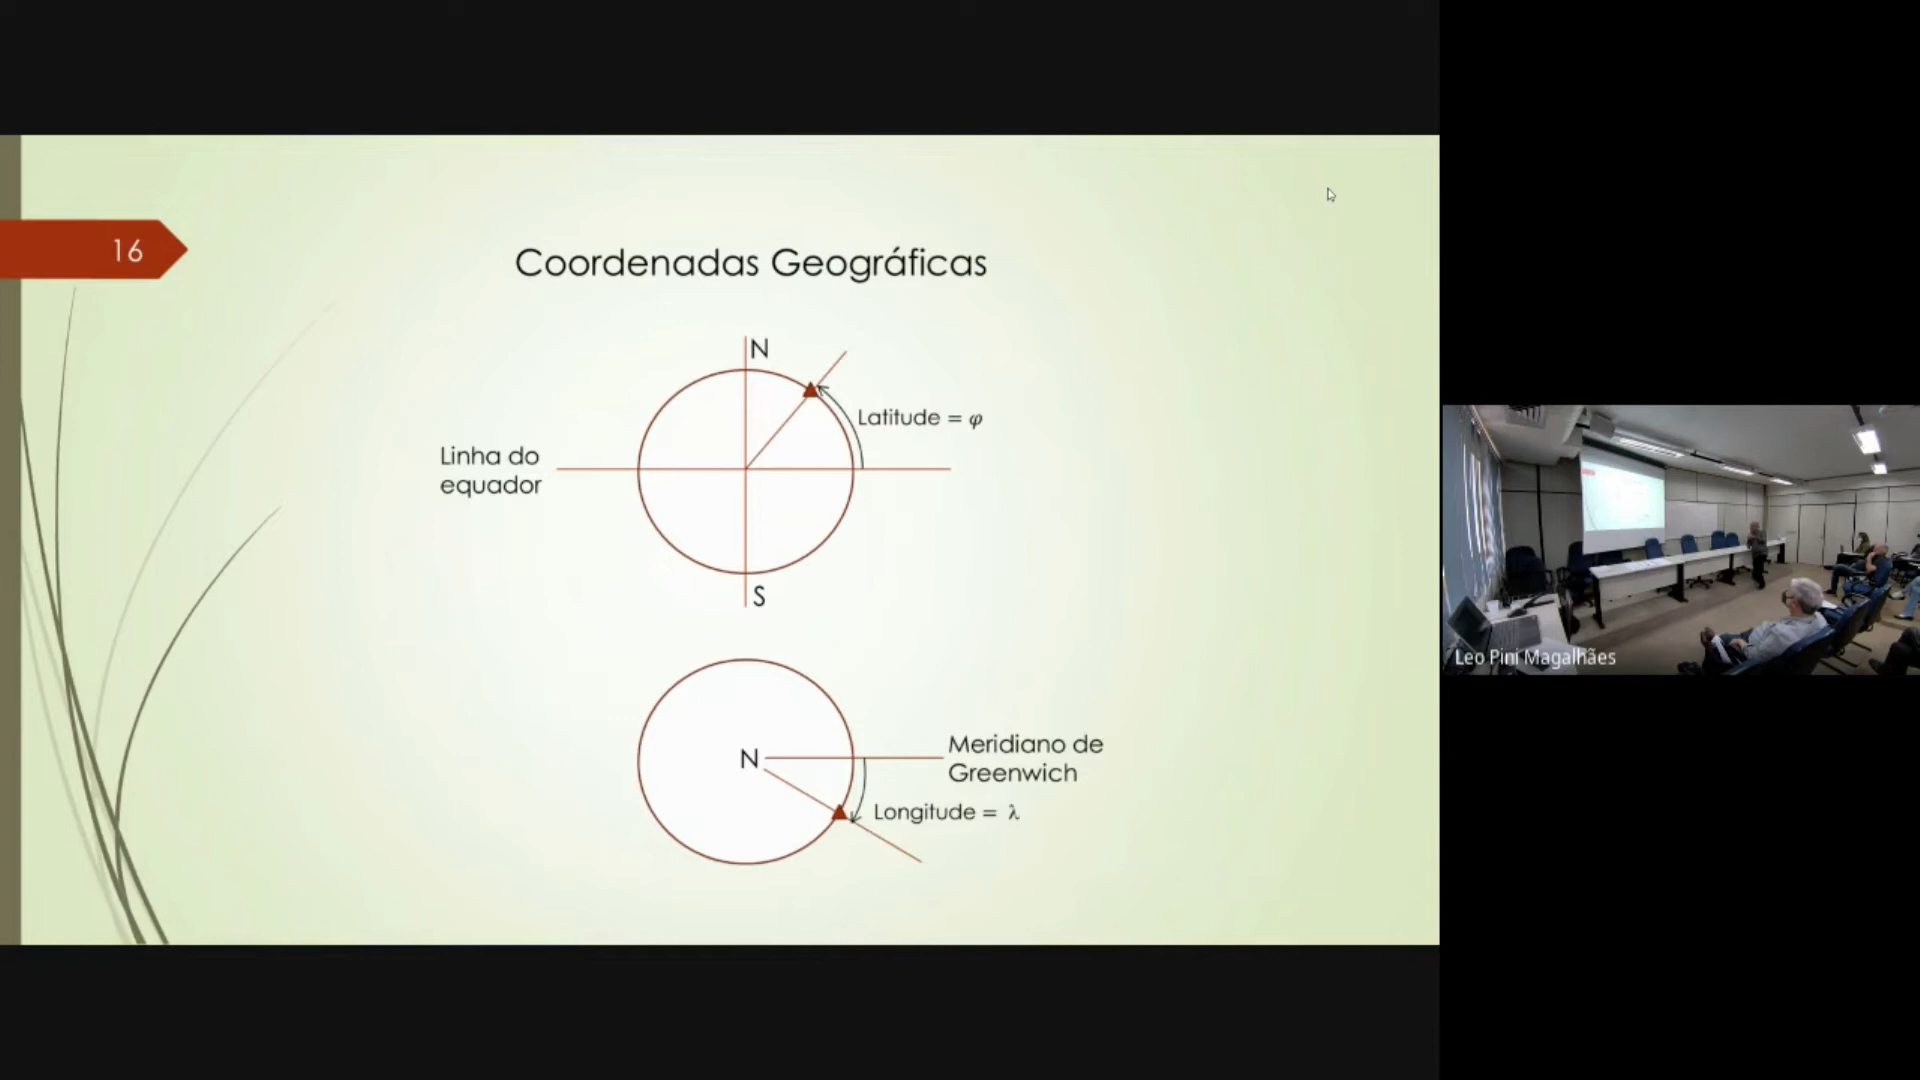 16
Coordenadas Geográficas
N
Latitude = φ
Linha do
equador
S
N
Meridiano de
Greenwich
Longitude = λ
Leo Pini Magalhães